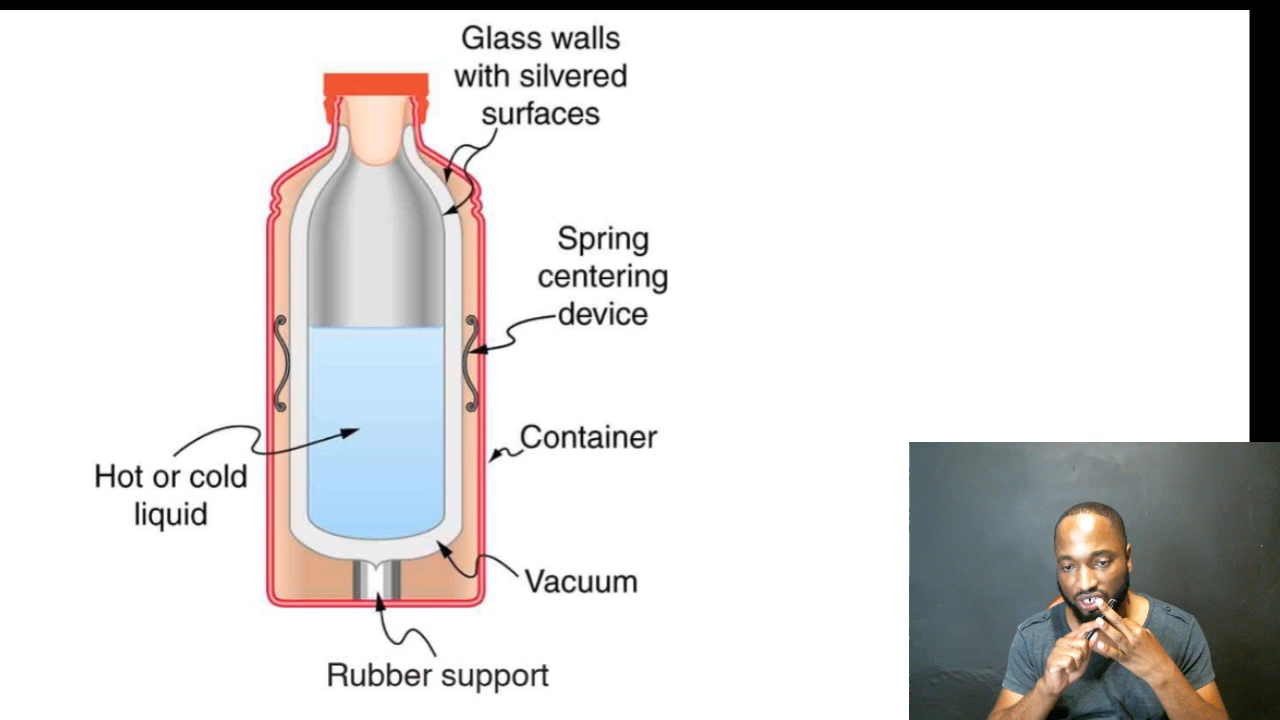 Glass walls
with silvered
surfaces
Spring
centering
device
Container
Hot or cold
liquid
Vacuum
Rubber support